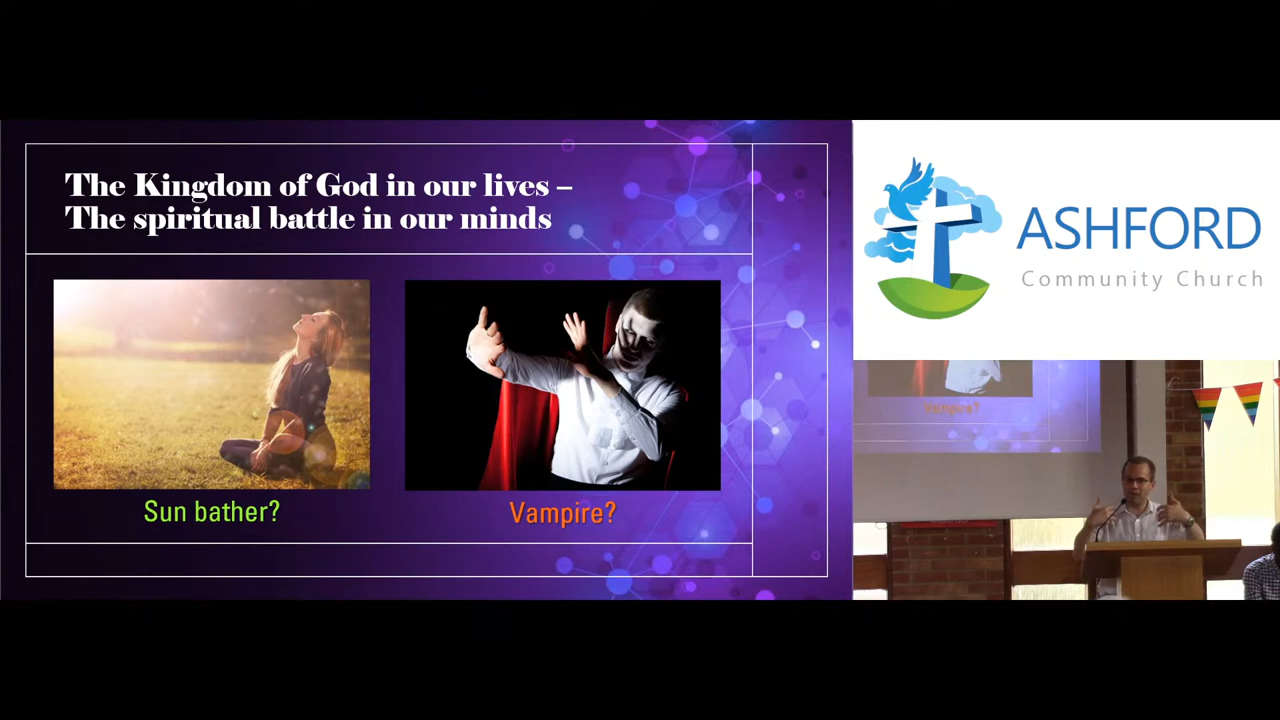 The Kingdom of God in our lives –
The spiritual battle in our minds
Sun bather?
Vampire?
ASHFORD
Community Church
Vampire?